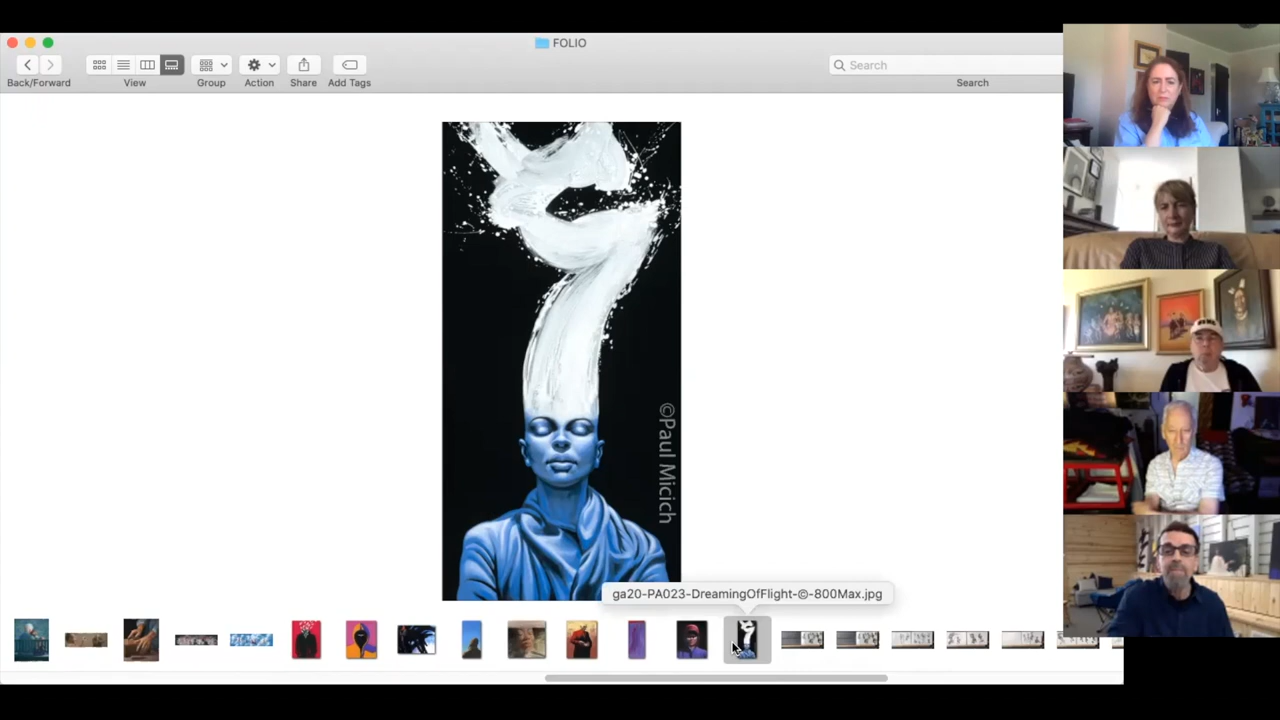 FOLIO
Back/Forward
View
Group
Action
Share
Add Tags
Search
Search
©Paul Micich
ga20-PA023-DreamingOfFlight-©-800Max.jpg